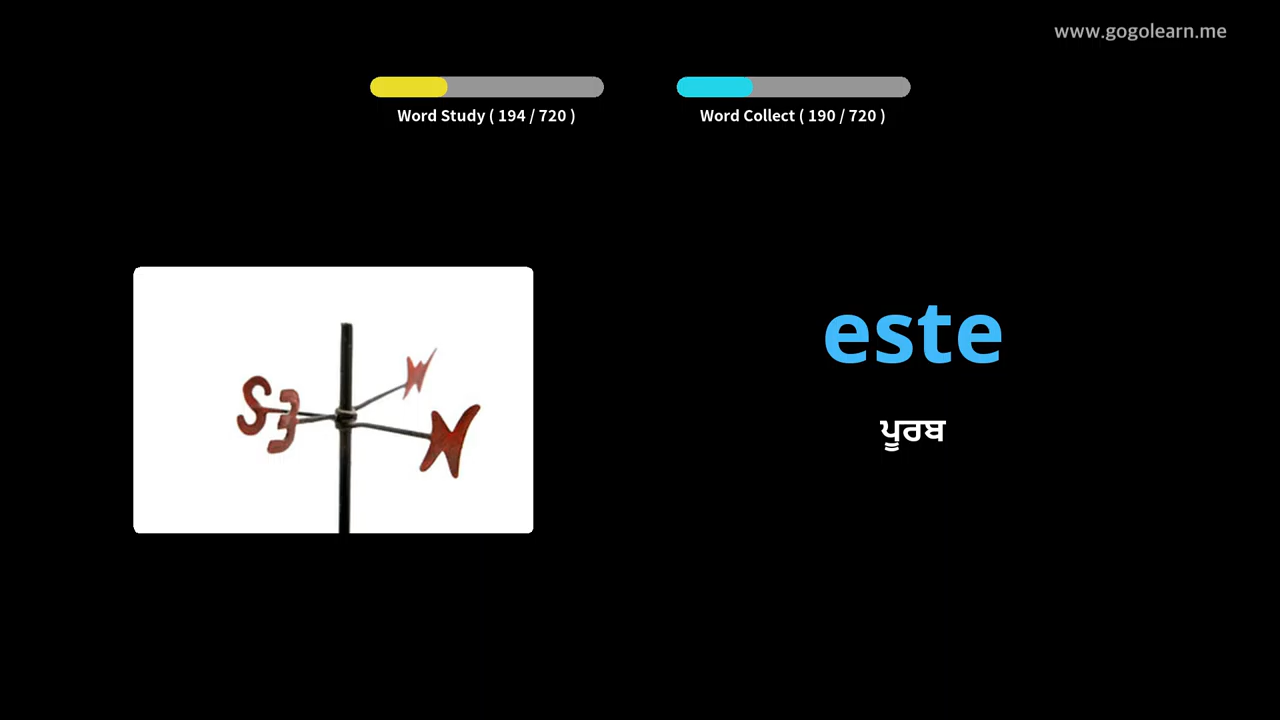 www.gogolearn.me
Word Study ( 194 / 720 )
Word Collect ( 190 / 720 )
este
ਪੂਰਬ
S
E
W
N